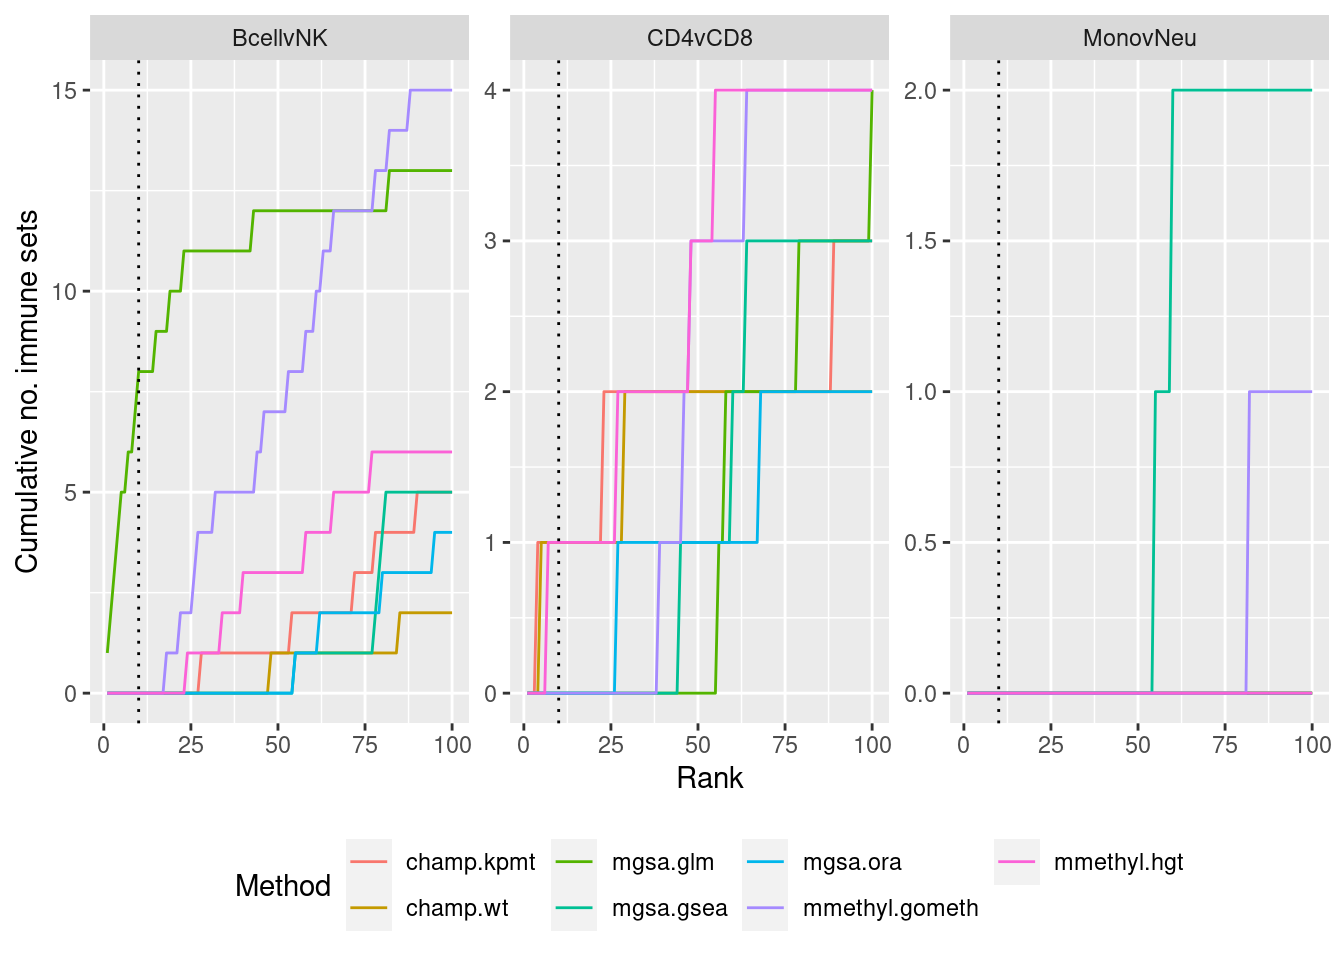 BcellvNK CD4vCD8 MonovNeu
Cumulative no. immune sets
15
10
5
0
4
3
2
1
0
2.0
1.5
1.0
0.5
0.0
0 25 50 75 100 0 25 50 75 100 0 25 50 75 100
Rank
Method
champ.kpmt mgsa.glm mgsa.ora mmethyl.hgt
champ.wt mgsa.gsea mmethyl.gometh